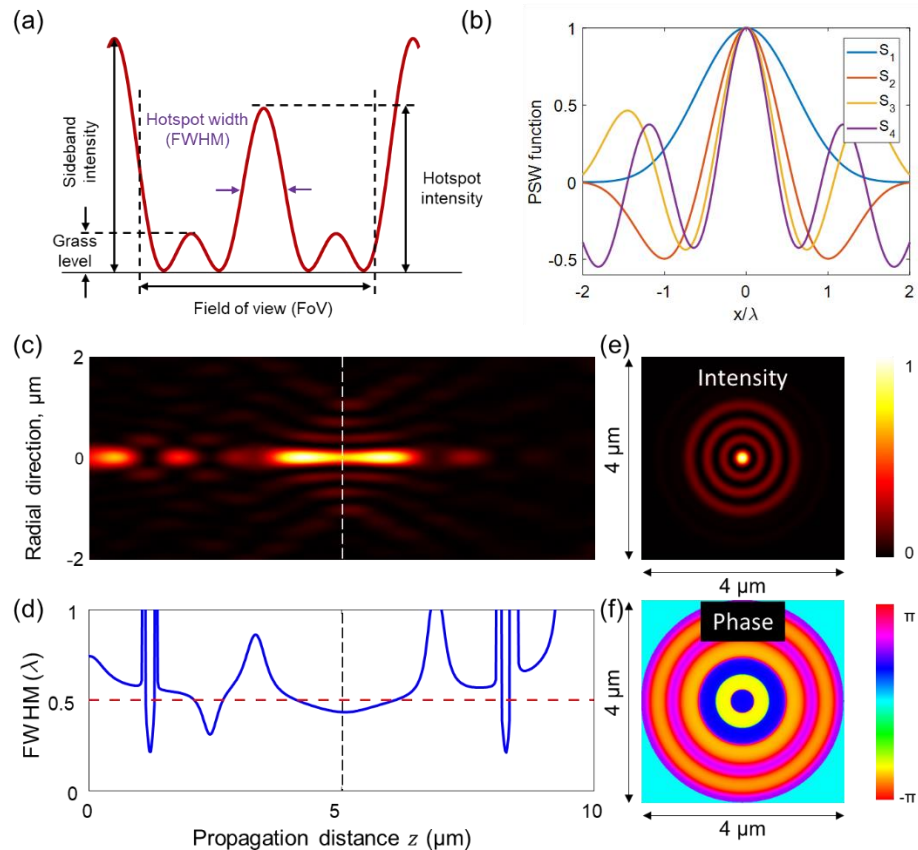 (a)
Sideband
intensity
Hotspot width
(FWHM)
Hotspot
intensity
Grass
level
Field of view (FoV)
(b)
PSW function
1
0.5
0
-0.5
-2
-1
0
1
2
x/λ
S1
S2
S3
S4
(c)
Radial direction, µm
2
0
-2
(e)
Intensity
4 µm
4 µm
1
0
(d)
FWHM (λ)
1
0.5
0
0
5
10
Propagation distance z (µm)
(f)
Phase
4 µm
4 µm
π
-π